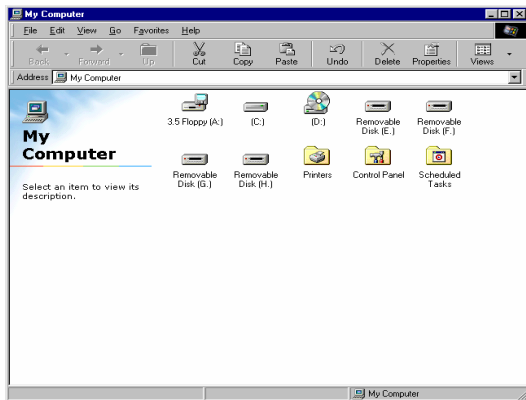 My Computer
File Edit View Go Favorites Help
Back Forward Up Cut Copy Paste Undo Delete Properties Views
Address My Computer
My
Computer
Select an item to view its
description.
3.5 Floppy (A:) (C:) (D:) Removable
Disk (E:) Removable
Disk (F:)
Removable
Disk (G:) Removable
Disk (H:) Printers Control Panel Scheduled
Tasks
My Computer